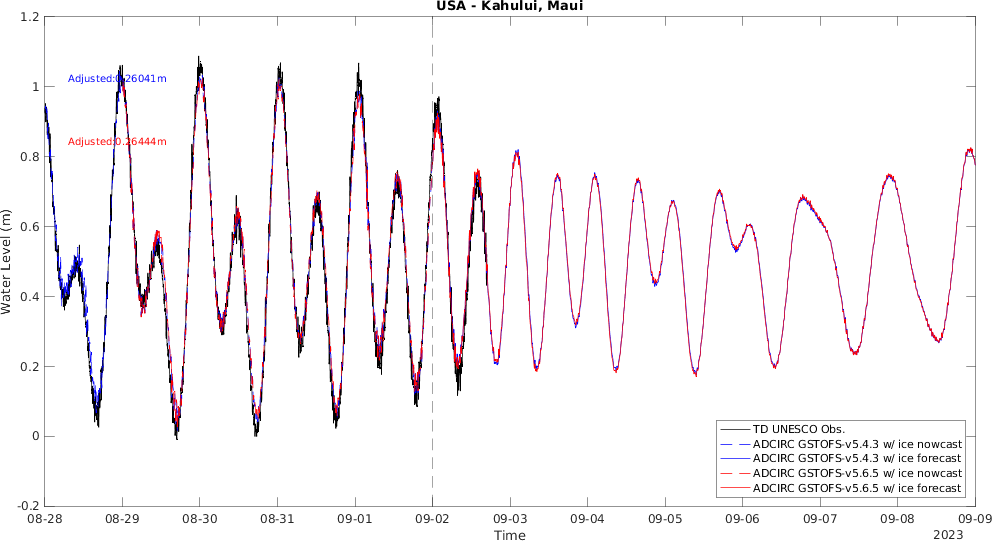 USA - Kahului, Maui
1.2
1
0.8
0.6
0.4
0.2
0
-0.2
Water Level (m)
Adjusted:0.26041m
Adjusted:0.26444m
TD UNESCO Obs.
ADCIRC GSTOFS-v5.4.3 w/ ice nowcast
ADCIRC GSTOFS-v5.4.3 w/ ice forecast
ADCIRC GSTOFS-v5.6.5 w/ ice nowcast
ADCIRC GSTOFS-v5.6.5 w/ ice forecast
08-28 08-29 08-30 08-31 09-01 09-02 09-03 09-04 09-05 09-06 09-07 09-08 09-09
Time
2023